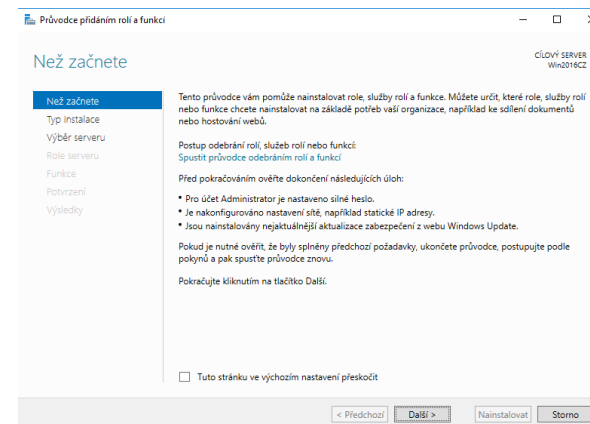 Průvodce přidáním rolí a funkcí
Než začnete
CÍLOVÝ SERVER
Win2016CZ
Než začnete
Typ instalace
Výběr serveru
Role serveru
Funkce
Potvrzení
Výsledky
Tento průvodce vám pomůže nainstalovat role, služby rolí a funkce. Můžete určit, které role, služby rolí
nebo funkce chcete nainstalovat na základě potřeb vaší organizace, například ke sdílení dokumentů
nebo hostování webů.
Postup odebrání rolí, služeb rolí nebo funkcí:
Spustit průvodce odebráním rolí a funkcí
Před pokračováním ověřte dokončení následujících úloh:
• Pro účet Administrator je nastaveno silné heslo.
• Je nakonfigurováno nastavení sítě, například statické IP adresy.
• Jsou nainstalovány nejaktuálnější aktualizace zabezpečení z webu Windows Update.
Pokud je nutné ověřit, že byly splněny předchozí požadavky, ukončete průvodce, postupujte podle
pokynů a pak spusťte průvodce znovu.
Pokračujte kliknutím na tlačítko Další.
Tuto stránku ve výchozím nastavení přeskočit
< Předchozí
Další >
Nainstalovat
Storno